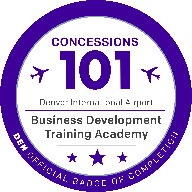 CONCESSIONS
101
Denver International Airport
Business Development
Training Academy
DEN OFFICIAL BADGE OF COMPLETION